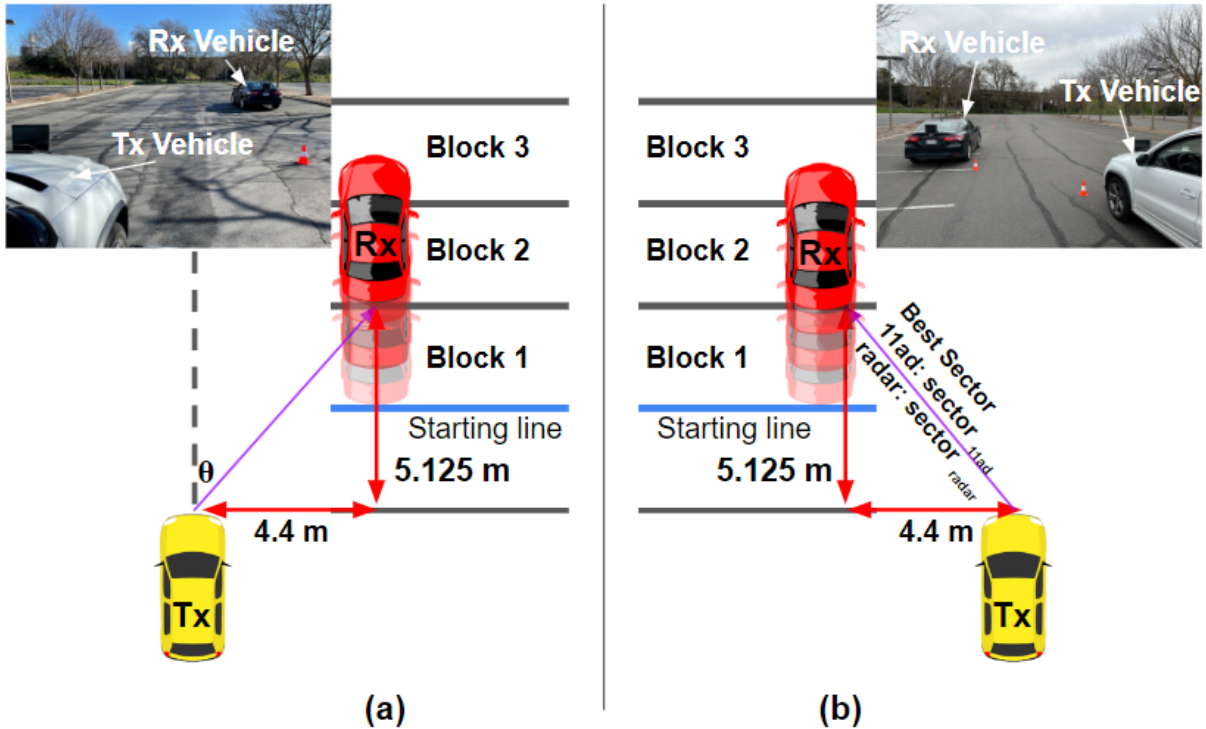 Rx Vehicle
Tx Vehicle
Block 3
Block 2
Rx
Block 1
Starting line
5.125 m
θ
4.4 m
Tx
(a)
Rx Vehicle
Tx Vehicle
Block 3
Block 2
Rx
Block 1
Starting line
5.125 m
Best Sector
11ad: sector 11ad
radar: sector radar
4.4 m
Tx
(b)